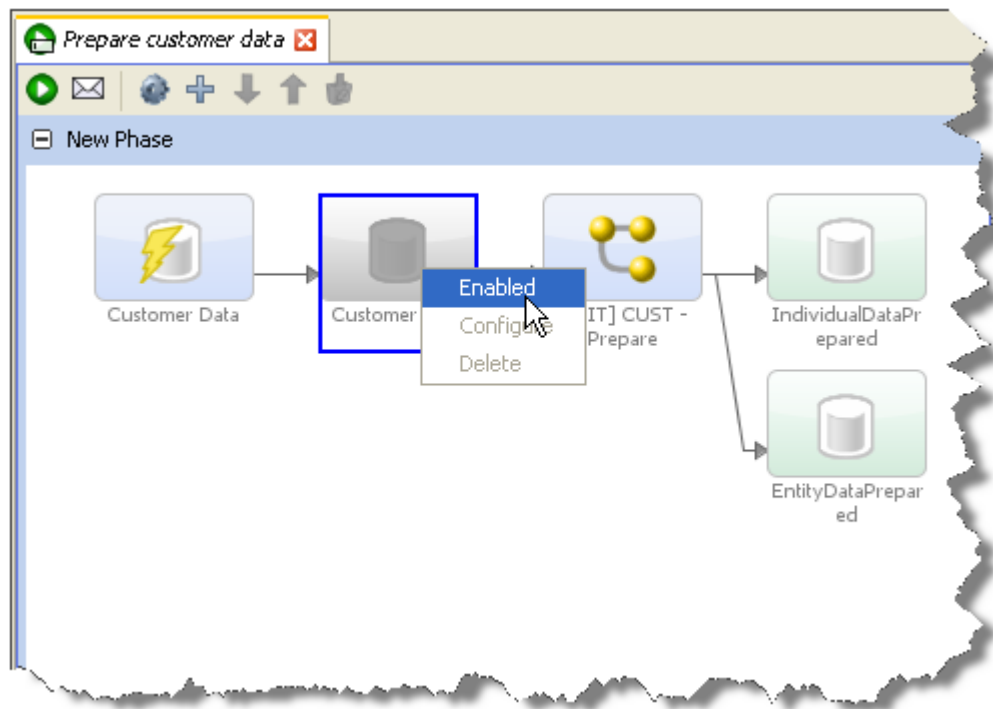 Prepare customer data
New Phase
Customer Data
Customer
IT] CUST -
Prepare
IndividualDataPr
epared
EntityDataPrepar
ed
Enabled
Configure
Delete